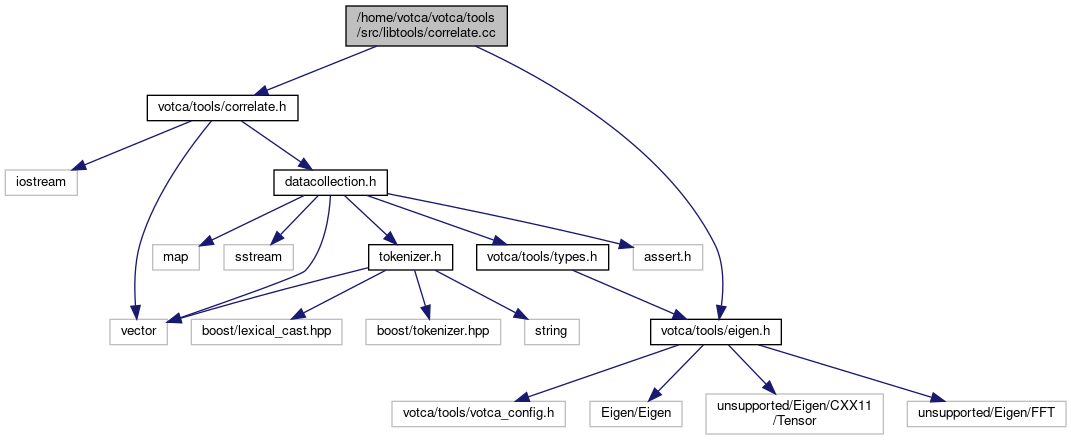 /home/votca/votca/tools
/src/libtools/correlate.cc
votca/tools/correlate.h
iostream
datacollection.h
map
sstream
tokenizer.h
votca/tools/types.h
assert.h
vector
boost/lexical_cast.hpp
boost/tokenizer.hpp
string
votca/tools/eigen.h
votca/tools/votca_config.h
Eigen/Eigen
unsupported/Eigen/CXX11
/Tensor
unsupported/Eigen/FFT